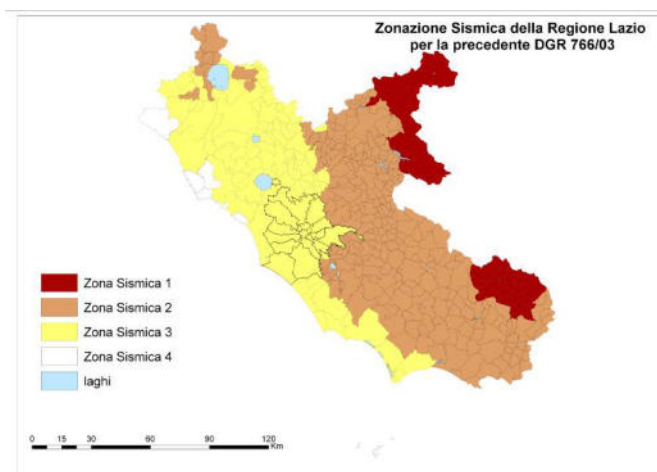 Zonazione Sismica della Regione Lazio
per la precedente DGR 766/03
Zona Sismica 1
Zona Sismica 2
Zona Sismica 3
Zona Sismica 4
laghi
0 15 30 60 90 120
Km